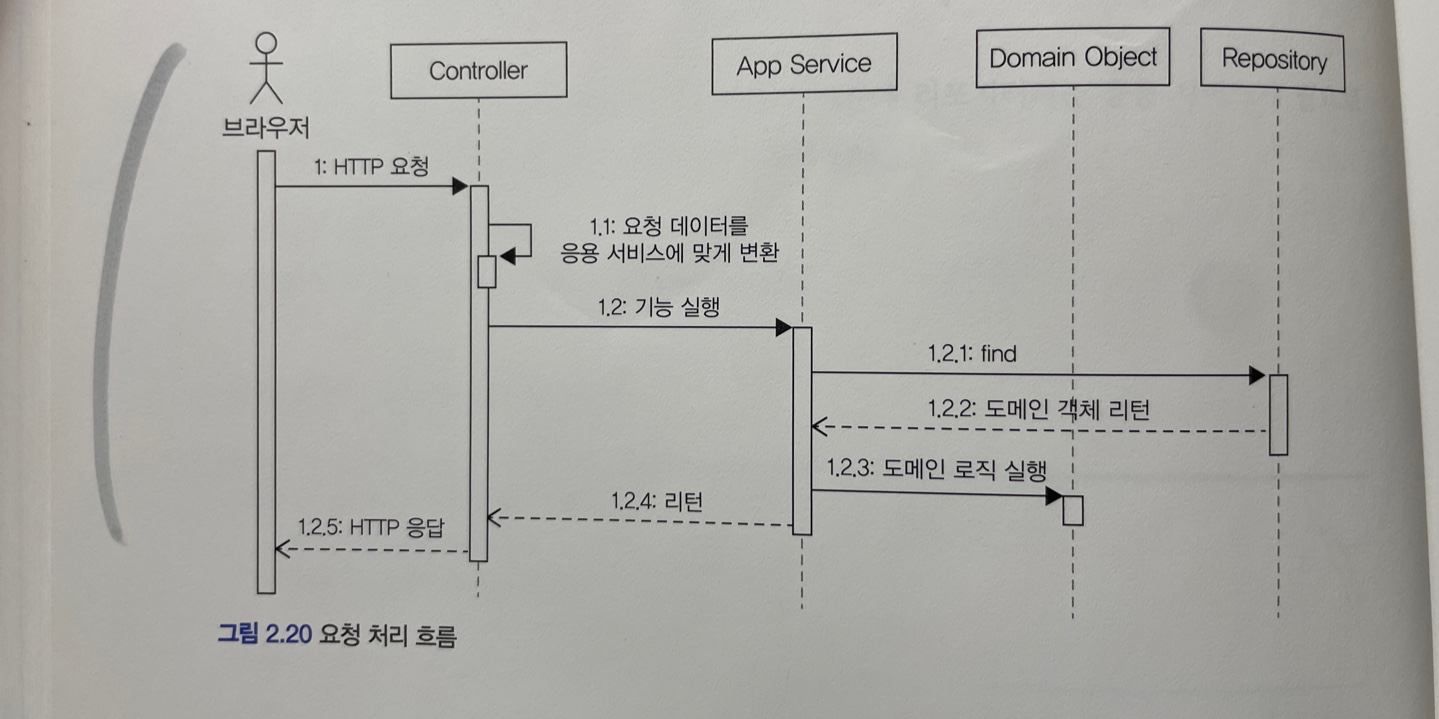 Controller
App Service
Domain Object
Repository
브라우저
1: HTTP 요청
1.1: 요청 데이터를
응용 서비스에 맞게 변환
1.2: 기능 실행
1.2.1: find
1.2.2: 도메인 객체 리턴
1.2.3: 도메인 로직 실행
1.2.4: 리턴
1.2.5: HTTP 응답
그림 2.20 요청 처리 흐름